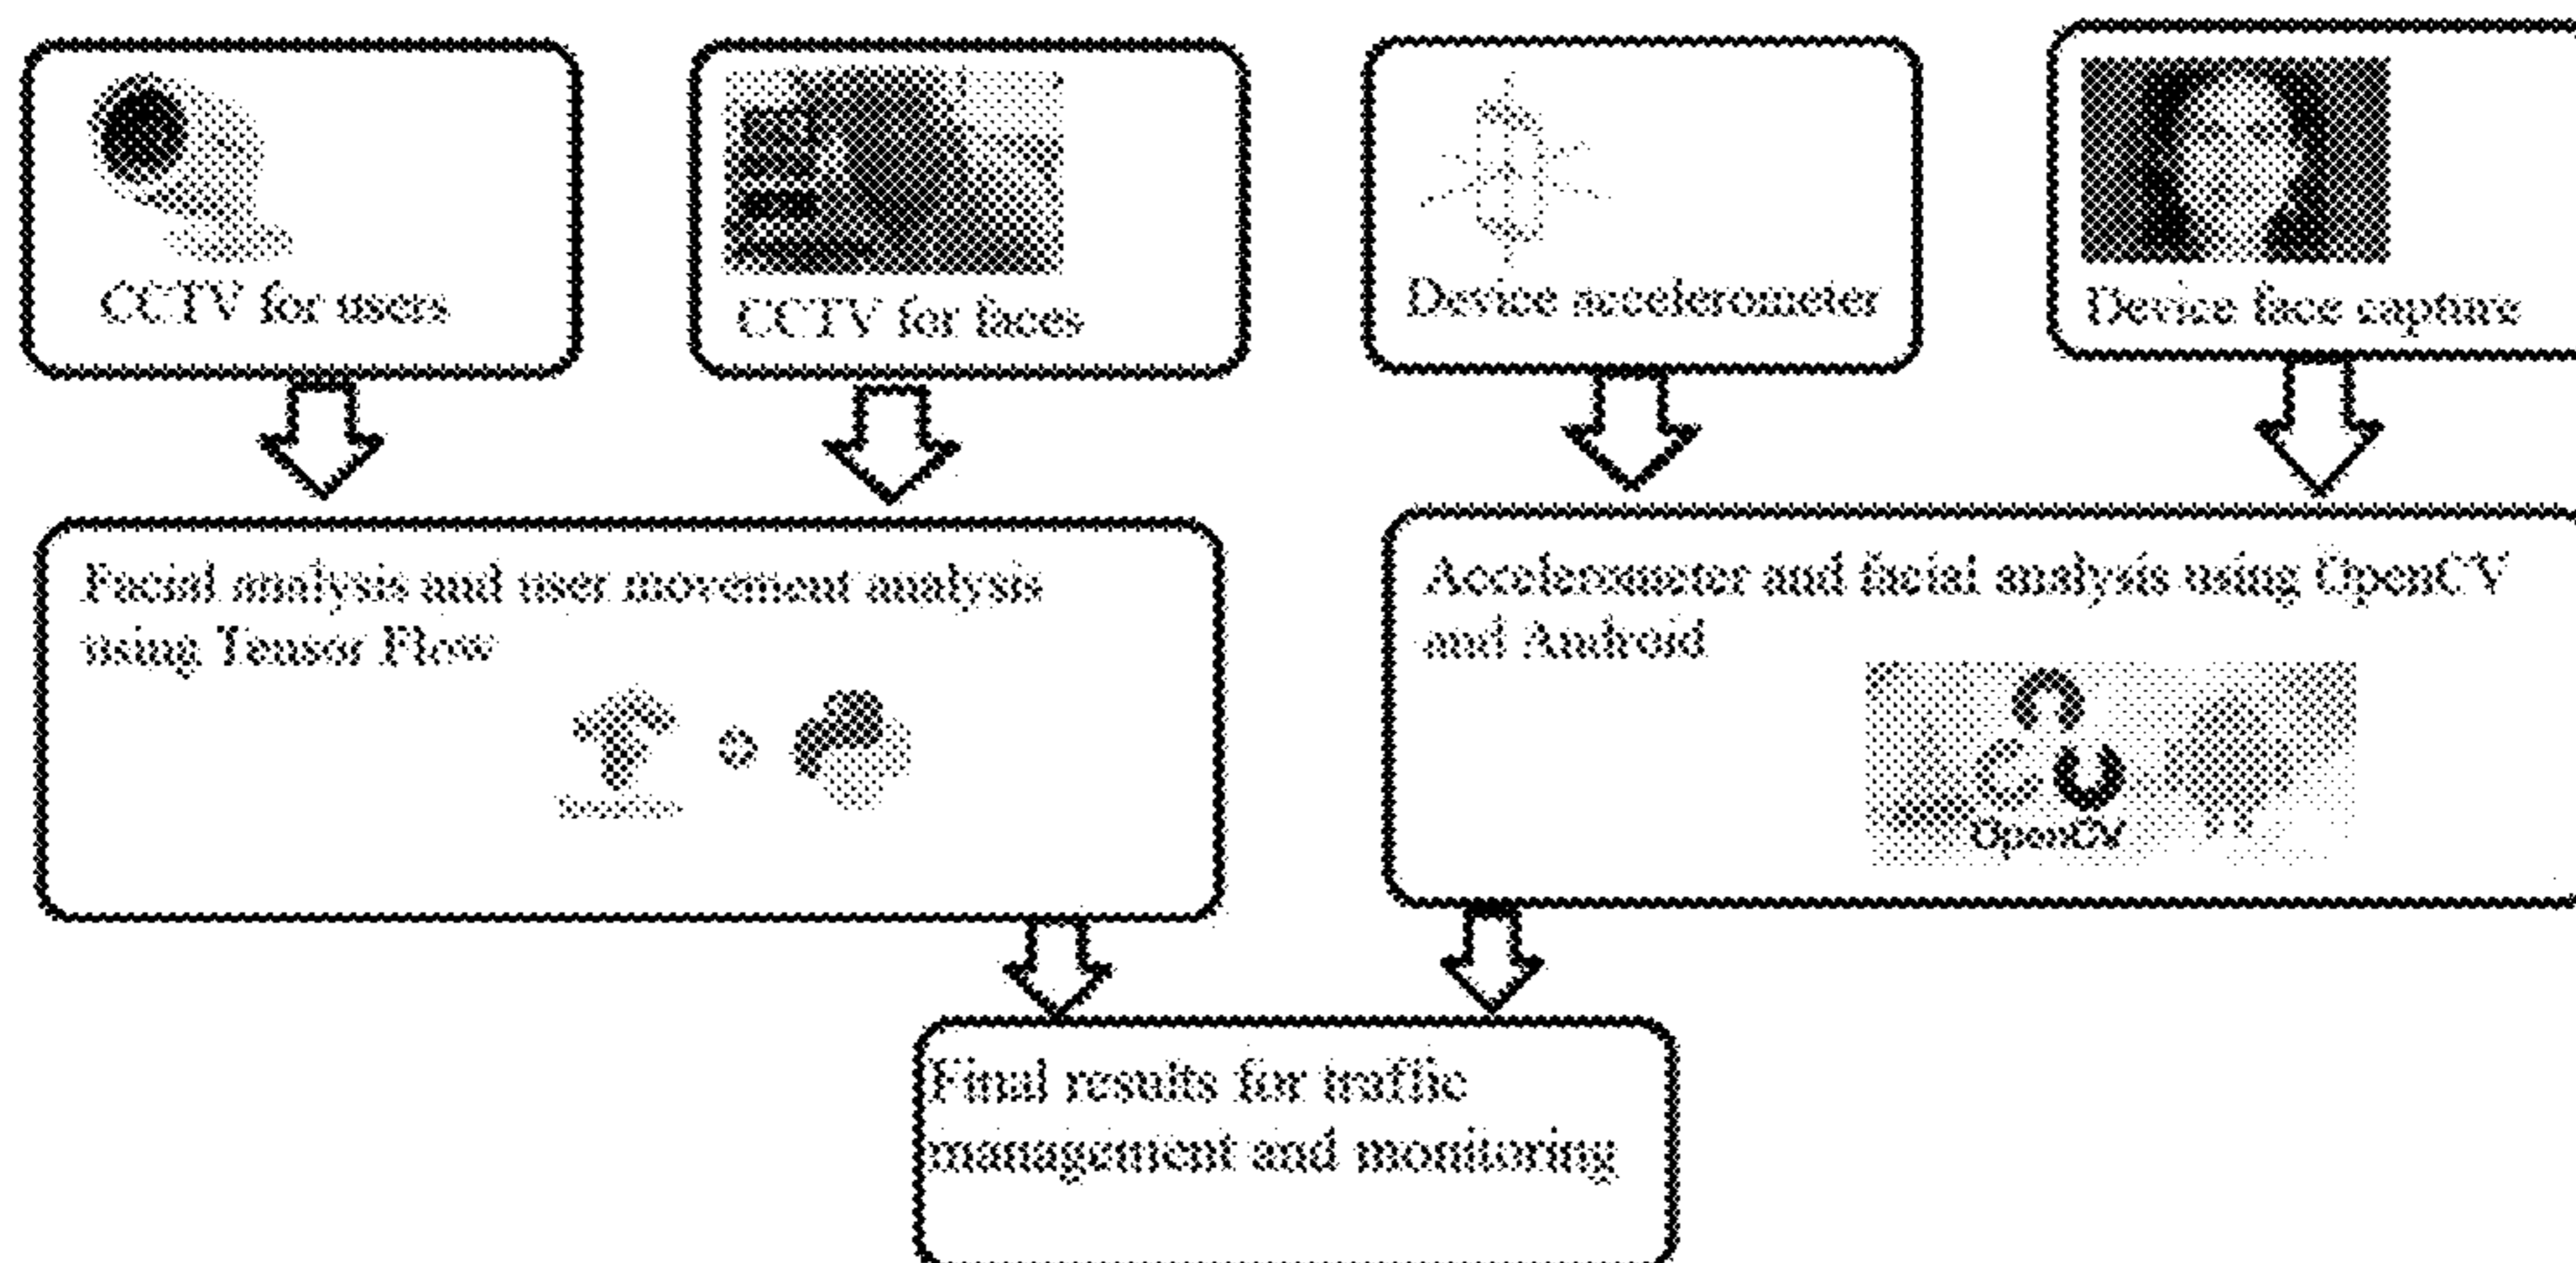 CCTV for users
CCTV for faces
Device accelerometer
Device face capture
Facial analysis and user movement analysis
using Tensor Flow
Accelerometer and facial analysis using OpenCV
and Android
OpenCV
Final results for traffic
management and monitoring